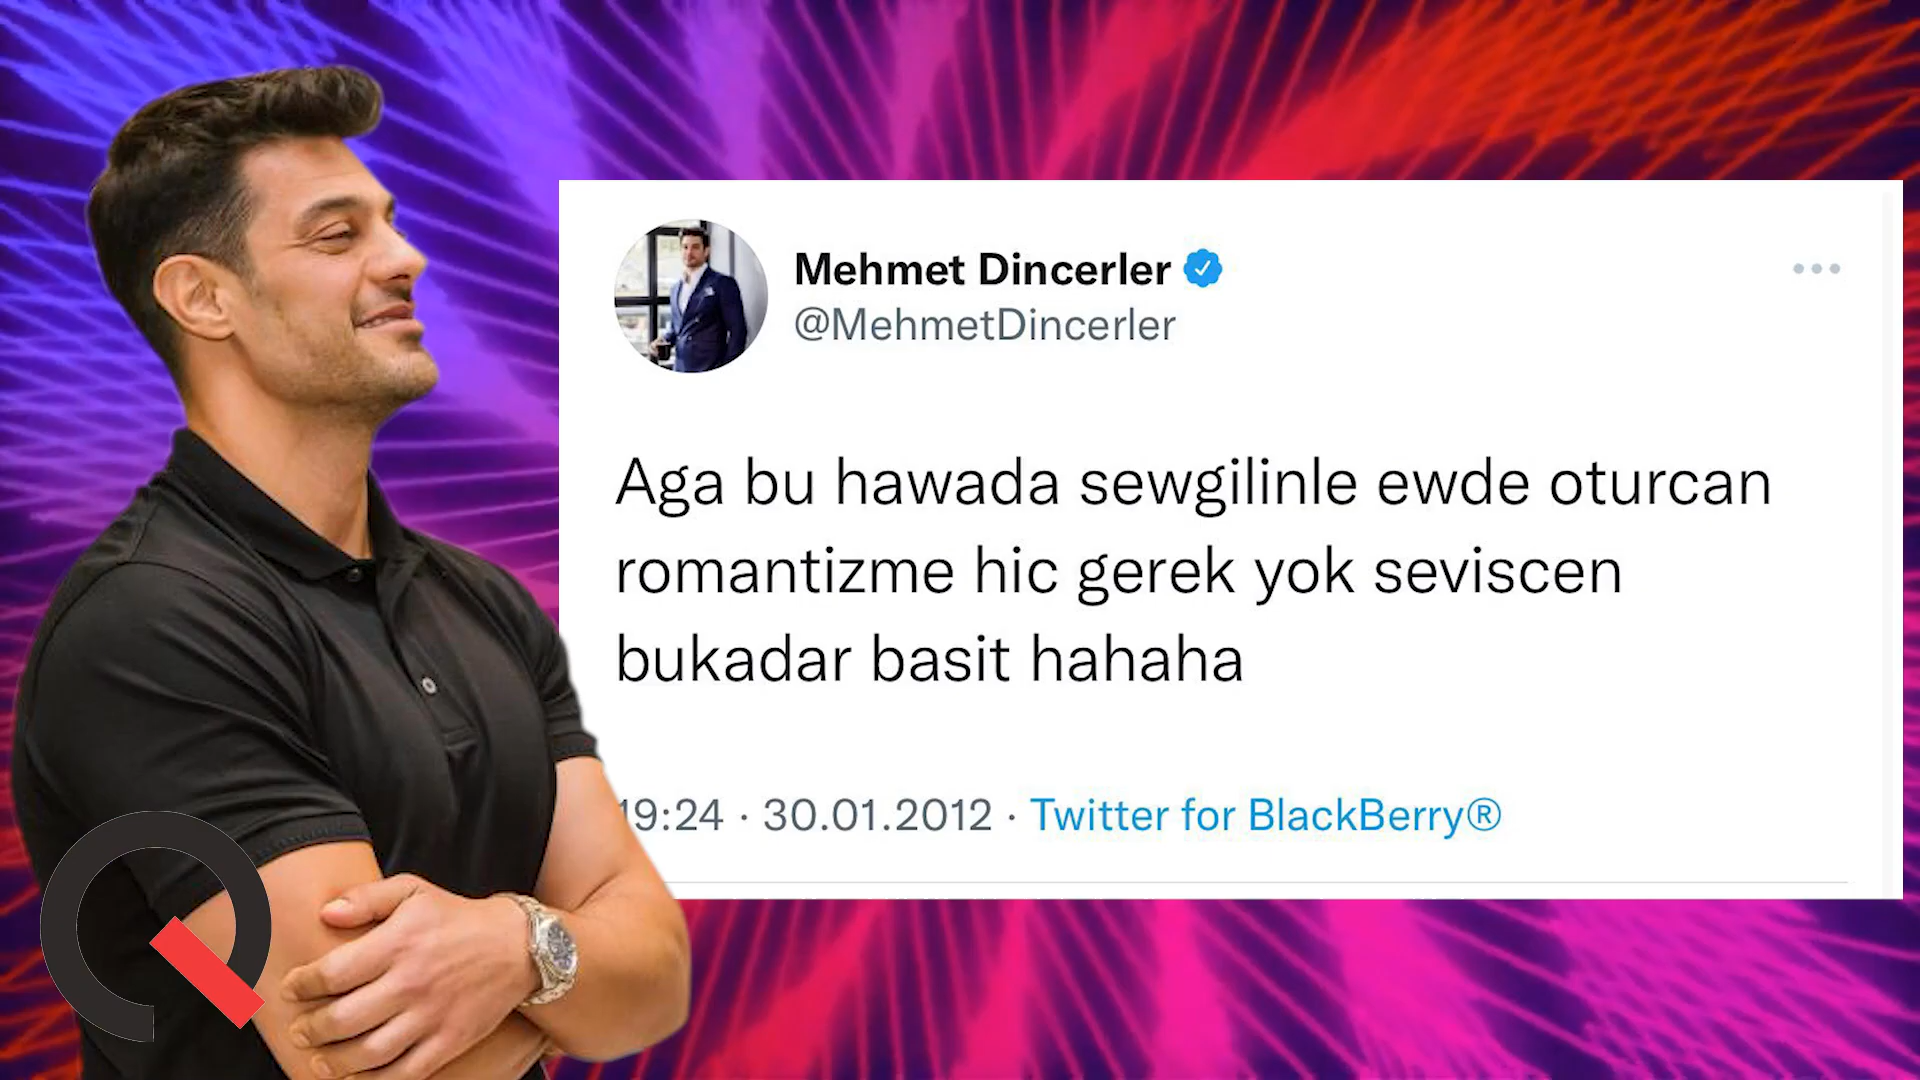 Mehmet Dincerler
@MehmetDincerler
Aga bu hawada sewgilinle ewde oturcan
romantizme hic gerek yok seviscen
bukadar basit hahaha
19:24 · 30.01.2012 · Twitter for BlackBerry®